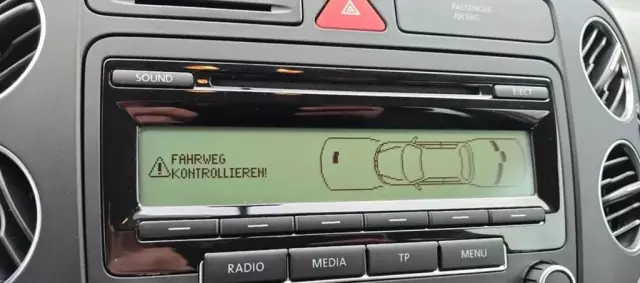 PASSENGER
AIR BAG
SOUND
EJECT
FAHRWEG
KONTROLLIEREN!
RADIO
MEDIA
TP
MENU